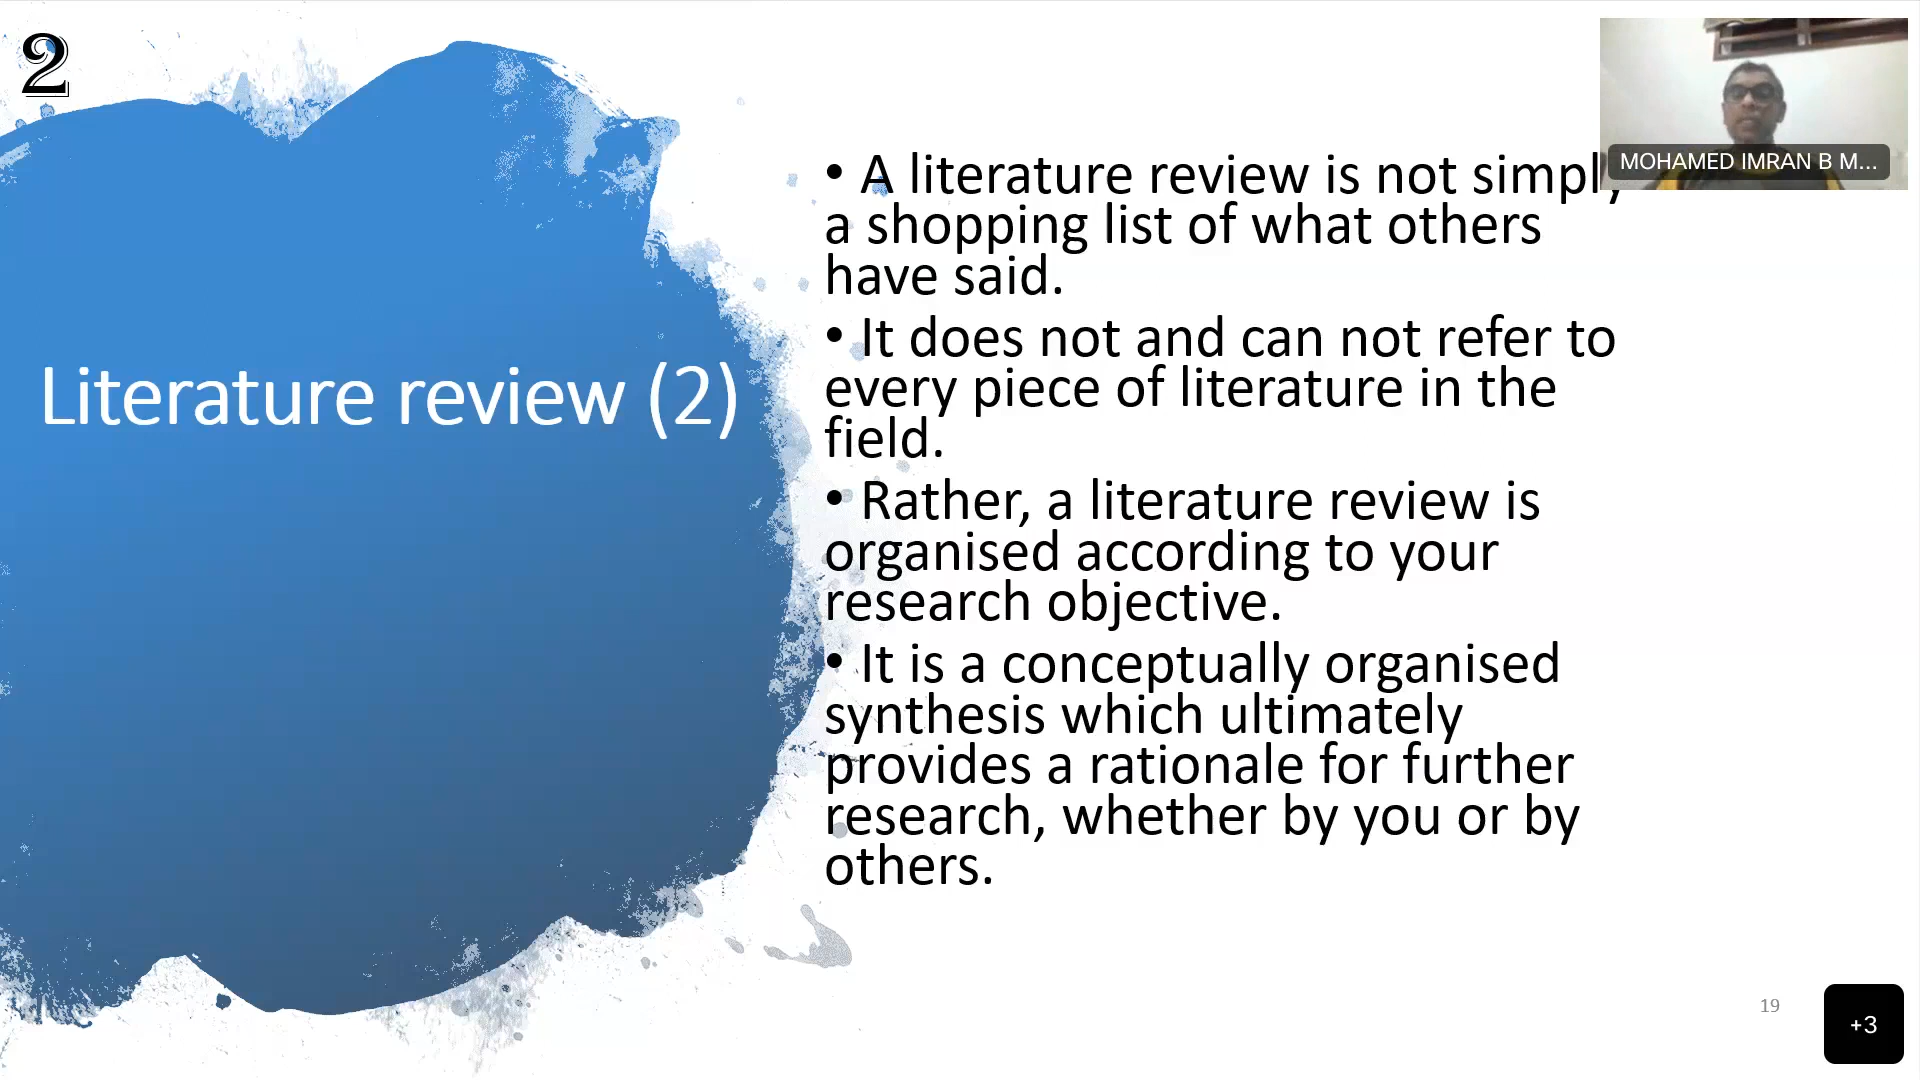 2
MOHAMED IMRAN B M...
Literature review (2)
• A literature review is not simply
a shopping list of what others
have said.
• It does not and can not refer to
every piece of literature in the
field.
• Rather, a literature review is
organised according to your
research objective.
• It is a conceptually organised
synthesis which ultimately
provides a rationale for further
research, whether by you or by
others.
19
+3